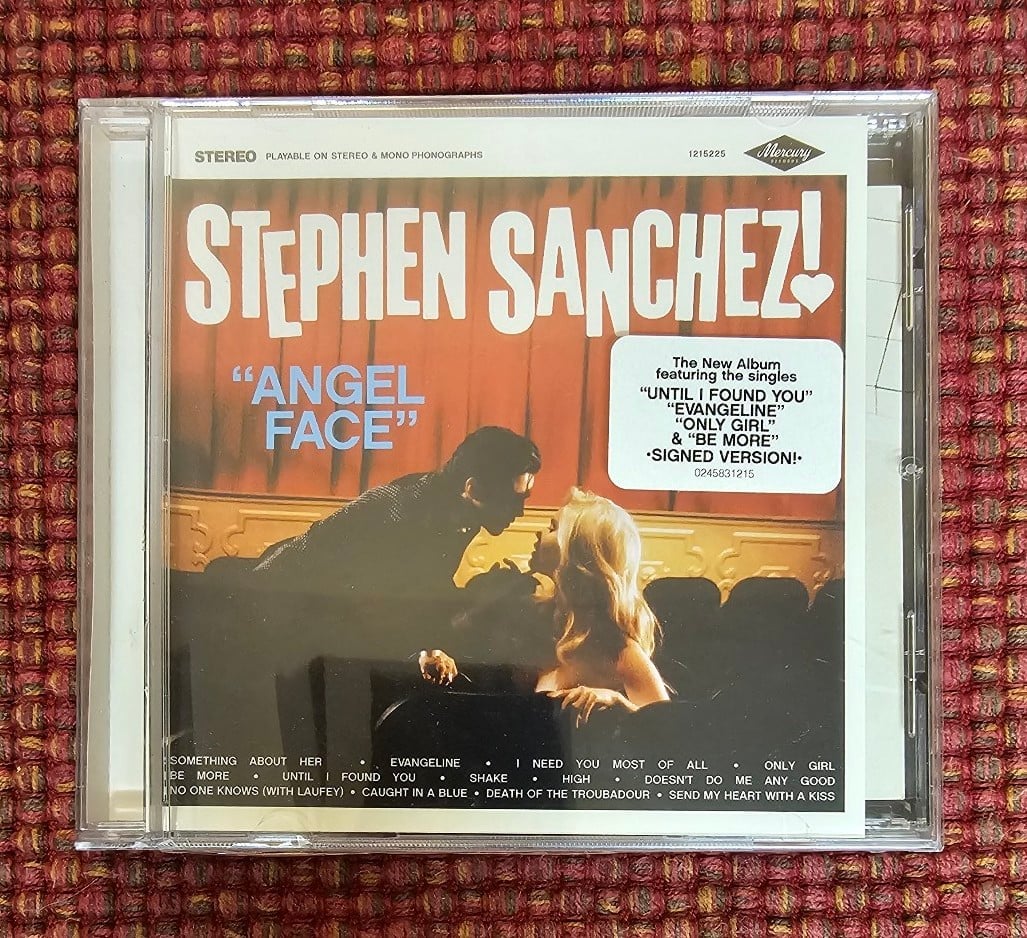 STEREO PLAYABLE ON STEREO & MONO PHONOGRAPHS 1215225 Mercury RECORDS
STEPHEN SANCHEZ!
"ANGEL
FACE"
The New Album
featuring the singles
"UNTIL I FOUND YOU"
"EVANGELINE"
"ONLY GIRL"
& "BE MORE"
•SIGNED VERSION!•
0245831215
SOMETHING ABOUT HER • EVANGELINE • I NEED YOU MOST OF ALL • ONLY GIRL
BE MORE • UNTIL I FOUND YOU • SHAKE • HIGH • DOESN'T DO ME ANY GOOD
NO ONE KNOWS (WITH LAUFEY) • CAUGHT IN A BLUE • DEATH OF THE TROUBADOUR • SEND MY HEART WITH A KISS